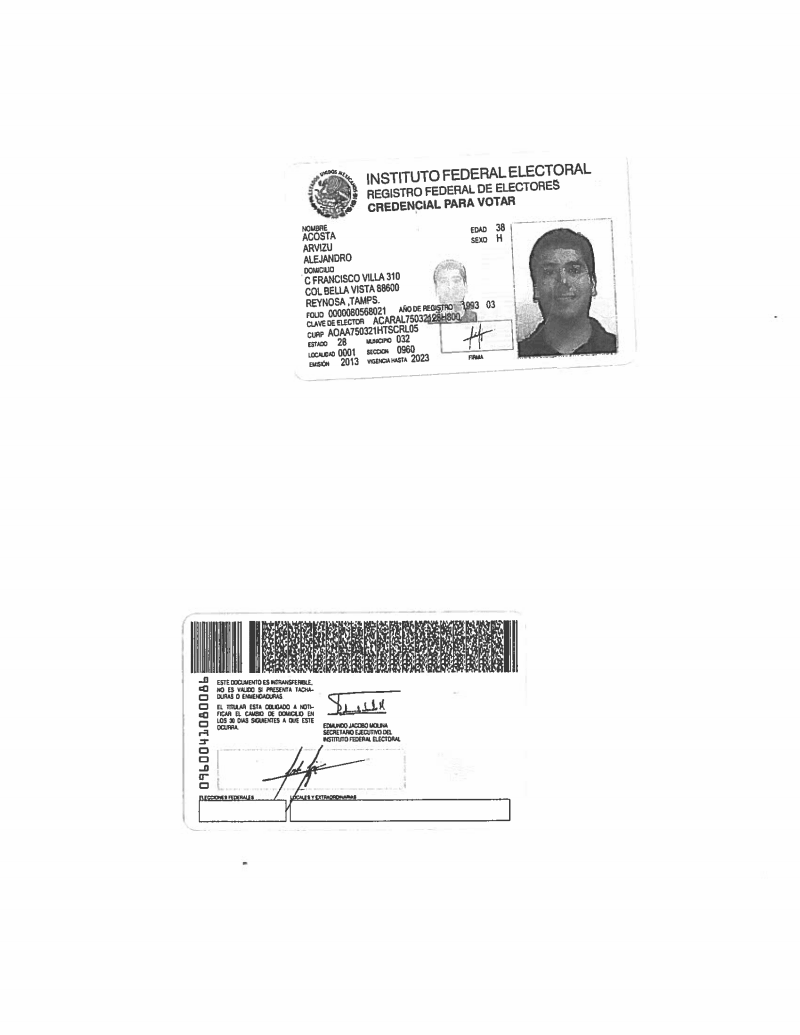 ESTADOS UNIDOS MEXICANOS
INSTITUTO FEDERAL ELECTORAL
REGISTRO FEDERAL DE ELECTORES
CREDENCIAL PARA VOTAR
NOMBRE
ACOSTA
ARVIZU
ALEJANDRO
EDAD 38
SEXO H
DOMICILIO
C FRANCISCO VILLA 310
COL BELLA VISTA 88600
REYNOSA ,TAMPS.
FOLIO 0000080568021 AÑO DE REGISTRO 1993 03
CLAVE DE ELECTOR ACARAL75032128H800
CURP AOAA750321HTSCRL05
ESTADO 28 MUNICIPIO 032
LOCALIDAD 0001 SECCION 0960
EMISIÓN 2013 VIGENCIA HASTA 2023
FIRMA
ESTE DOCUMENTO ES INTRANSFERIBLE,
NO ES VALIDO SI PRESENTA TACHA-
DURAS O ENMENDADURAS.
EL TITULAR ESTA OBLIGADO A NOTI-
FICAR EL CAMBIO DE DOMICILIO EN
LOS 30 DIAS SIGUIENTES A QUE ESTE
OCURRA.
EDMUNDO JACOBO MOLINA
SECRETARIO EJECUTIVO DEL
INSTITUTO FEDERAL ELECTORAL
ELECCIONES FEDERALES
LOCALES Y EXTRAORDINARIAS